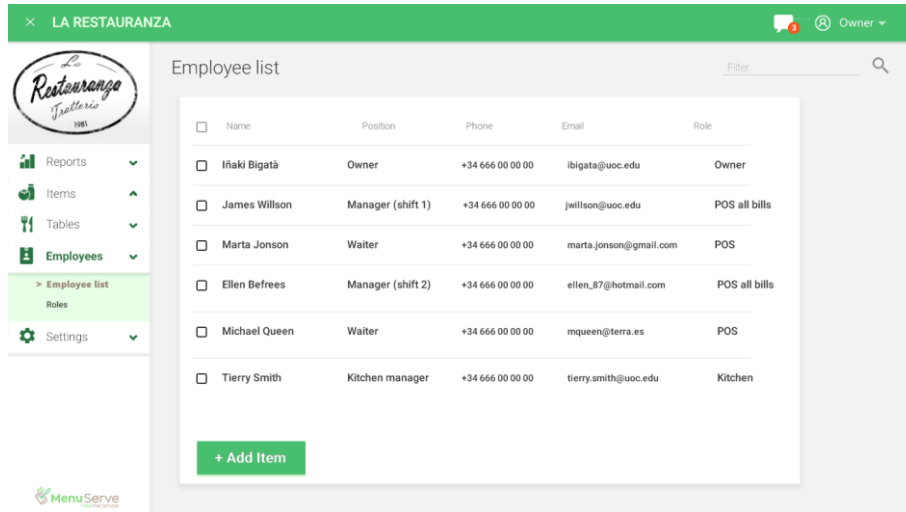 × LA RESTAURANZA
3
Owner
La
Restauranza
Trattoria
1981
Employee list
Filter
Name Position Phone Email Role
Iñaki Bigatà Owner +34 666 00 00 00 ibigata@uoc.edu Owner
James Willson Manager (shift 1) +34 666 00 00 00 jwillson@uoc.edu POS all bills
Marta Jonson Waiter +34 666 00 00 00 marta.jonson@gmail.com POS
Ellen Befrees Manager (shift 2) +34 666 00 00 00 ellen_87@hotmail.com POS all bills
Michael Queen Waiter +34 666 00 00 00 mqueen@terra.es POS
Tierry Smith Kitchen manager +34 666 00 00 00 tierry.smith@uoc.edu Kitchen
+ Add Item
Reports
Items
Tables
Employees
> Employee list
Roles
Settings
MenuServe